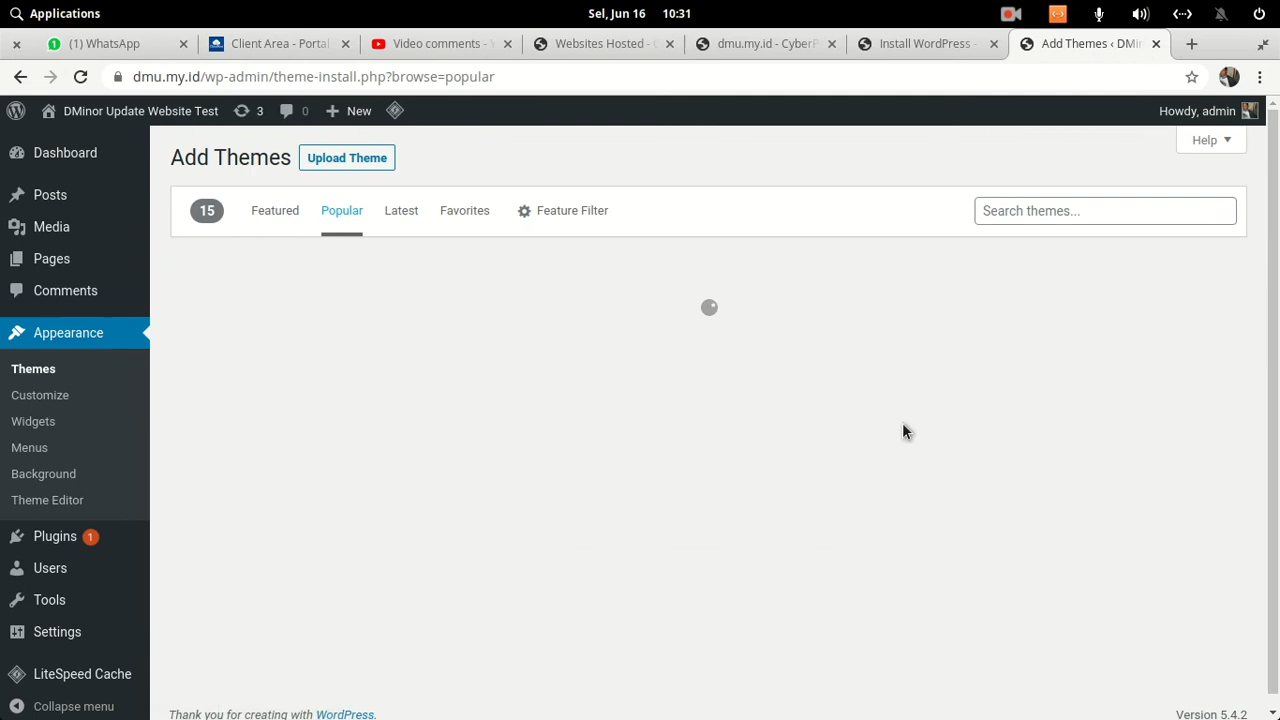 Applications
Sel, Jun 16 10:31
(1) WhatsApp
Client Area - Portal
Video comments - Y
Websites Hosted -
dmu.my.id - CyberP
Install WordPress -
Add Themes ‹ DMin
dmu.my.id/wp-admin/theme-install.php?browse=popular
DMinor Update Website Test
3
0
New
Howdy, admin
Dashboard
Posts
Media
Pages
Comments
Appearance
Themes
Customize
Widgets
Menus
Background
Theme Editor
Plugins 1
Users
Tools
Settings
LiteSpeed Cache
Collapse menu
Add Themes
Upload Theme
Help
15
Featured
Popular
Latest
Favorites
Feature Filter
Search themes...
Thank you for creating with WordPress.
Version 5.4.2